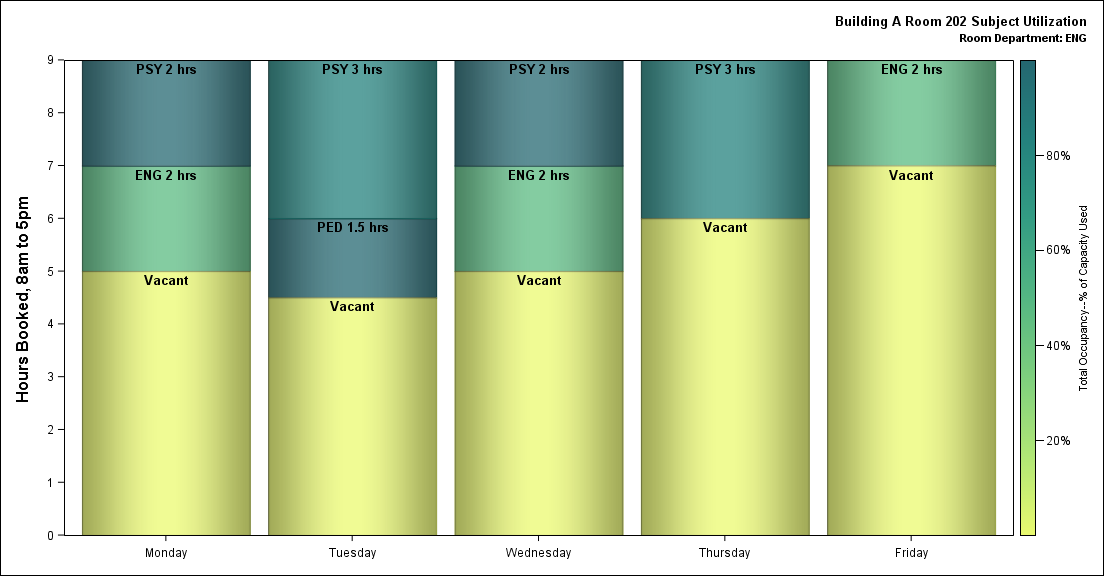 Building A Room 202 Subject Utilization
Room Department: ENG
Hours Booked, 8am to 5pm
9
8
7
6
5
4
3
2
1
0
PSY 2 hrs
ENG 2 hrs
Vacant
PSY 3 hrs
PED 1.5 hrs
Vacant
PSY 2 hrs
ENG 2 hrs
Vacant
PSY 3 hrs
Vacant
ENG 2 hrs
Vacant
Monday
Tuesday
Wednesday
Thursday
Friday
80%
60%
40%
20%
Total Occupancy--% of Capacity Used